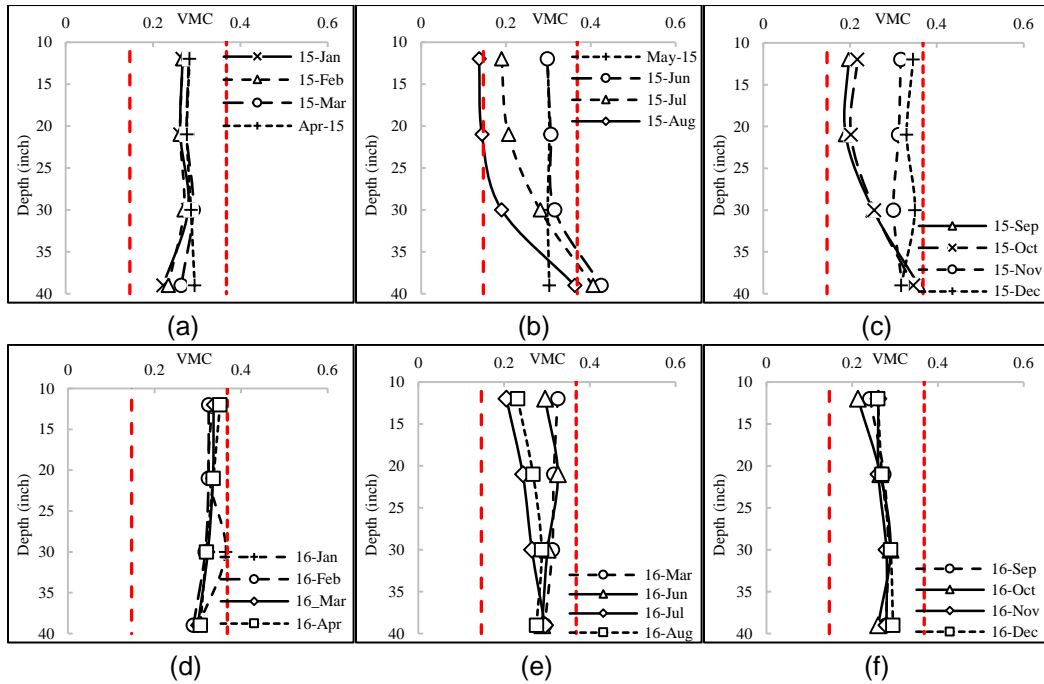 VMC
0 0.2 0.4 0.6
10
15
20
25
30
35
40
Depth (inch)
15-Jan
15-Feb
15-Mar
Apr-15
(a)
VMC
0 0.2 0.4 0.6
10
15
20
25
30
35
40
Depth (inch)
May-15
15-Jun
15-Jul
15-Aug
(b)
VMC
0 0.2 0.4 0.6
10
15
20
25
30
35
40
Depth (inch)
15-Sep
15-Oct
15-Nov
15-Dec
(c)
VMC
0 0.2 0.4 0.6
10
15
20
25
30
35
40
Depth (inch)
16-Jan
16-Feb
16_Mar
16-Apr
(d)
VMC
0 0.2 0.4 0.6
10
15
20
25
30
35
40
Depth (inch)
16-Mar
16-Jun
16-Jul
16-Aug
(e)
VMC
0 0.2 0.4 0.6
10
15
20
25
30
35
40
Depth (inch)
16-Sep
16-Oct
16-Nov
16-Dec
(f)